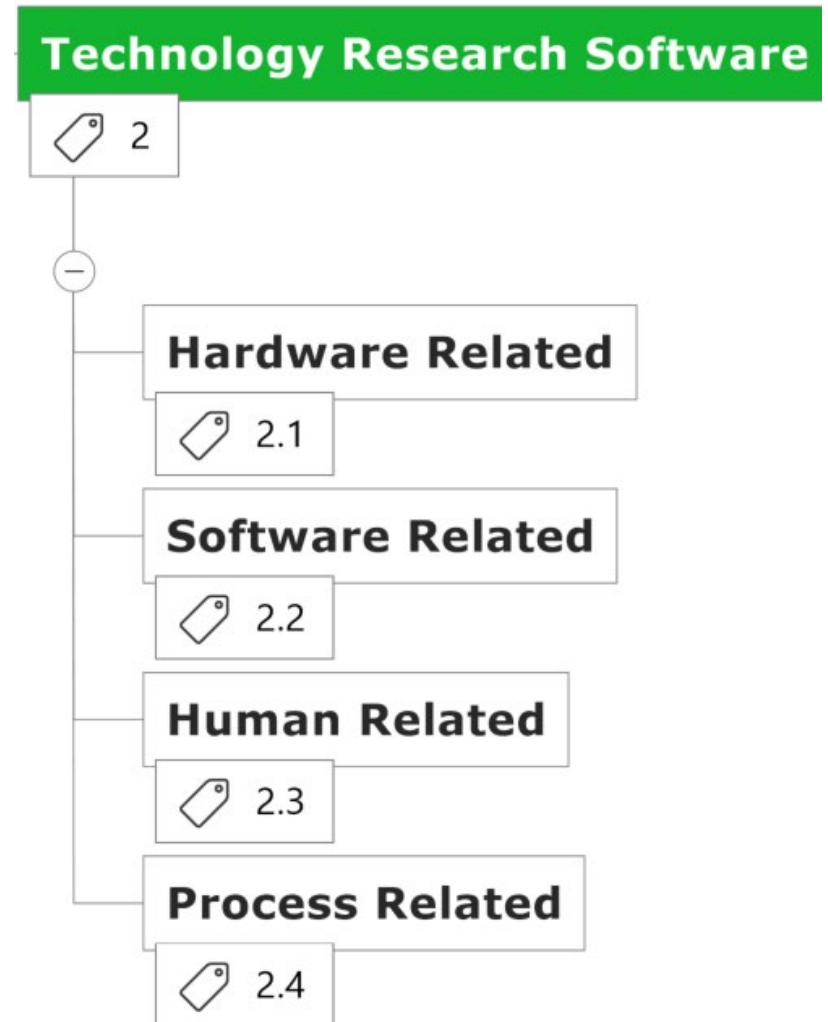 Technology Research Software
2
Hardware Related
2.1
Software Related
2.2
Human Related
2.3
Process Related
2.4